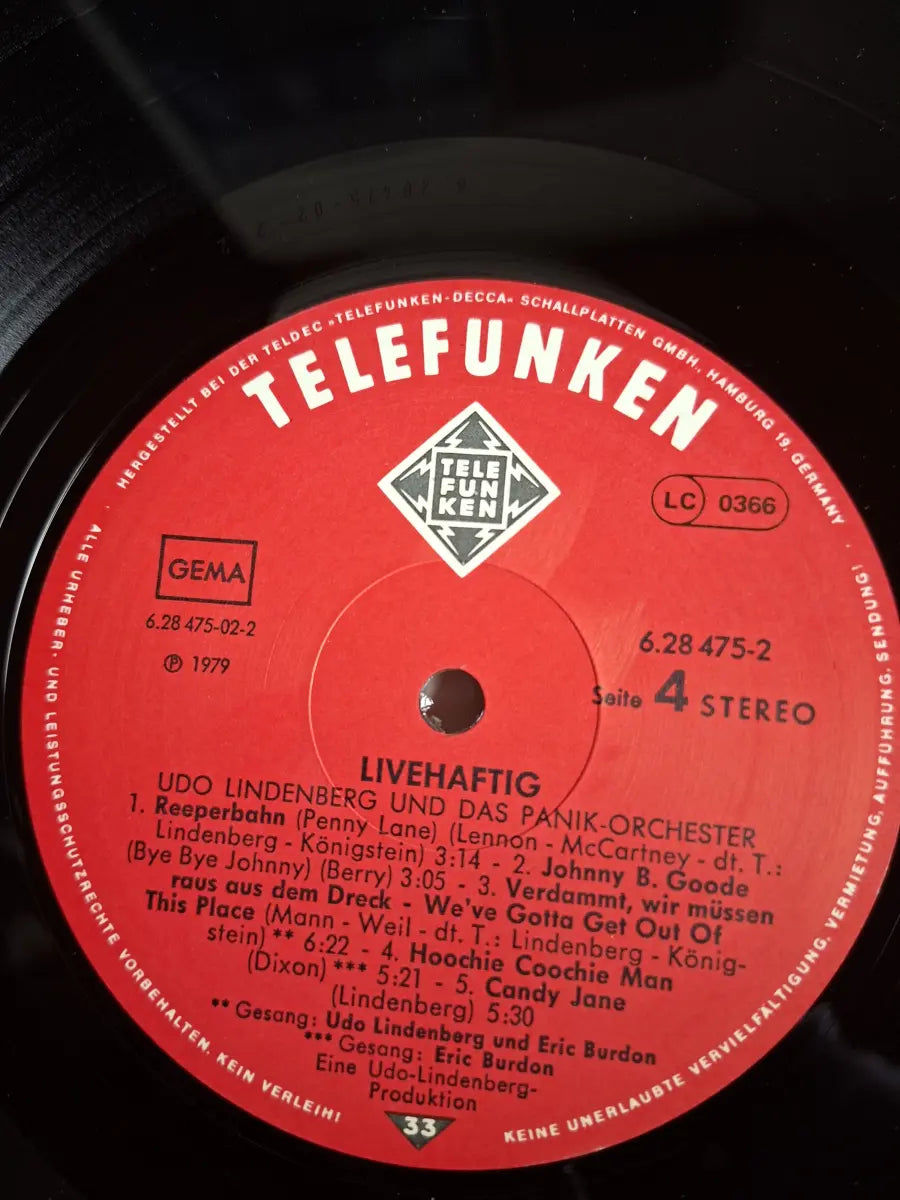 6.28475-02-2
HERGESTELLT BEI DER TELDEC »TELEFUNKEN-DECCA« SCHALLPLATTEN GMBH., HAMBURG 19, GERMANY
TELEFUNKEN
TELE
FUN
KEN
LC 0366
GEMA
6.28 475-02-2
℗ 1979
6.28 475-2
Seite 4 STEREO
LIVEHAFTIG
UDO LINDENBERG UND DAS PANIK-ORCHESTER
1. Reeperbahn (Penny Lane) (Lennon - McCartney - dt. T.:
Lindenberg - Königstein) 3:14 - 2. Johnny B. Goode
(Bye Bye Johnny) (Berry) 3:05 - 3. Verdammt, wir müssen
raus aus dem Dreck - We've Gotta Get Out Of
This Place (Mann - Weil - dt. T.: Lindenberg - König-
stein) ** 6:22 - 4. Hoochie Coochie Man
(Dixon) *** 5:21 - 5. Candy Jane
(Lindenberg) 5:30
** Gesang: Udo Lindenberg und Eric Burdon
*** Gesang: Eric Burdon
Eine Udo-Lindenberg-
Produktion
33
ALLE URHEBER- UND LEISTUNGSSCHUTZRECHTE VORBEHALTEN. KEIN VERLEIH!
KEINE UNERLAUBTE VERVIELFÄLTIGUNG, VERMIETUNG, AUFFÜHRUNG, SENDUNG!